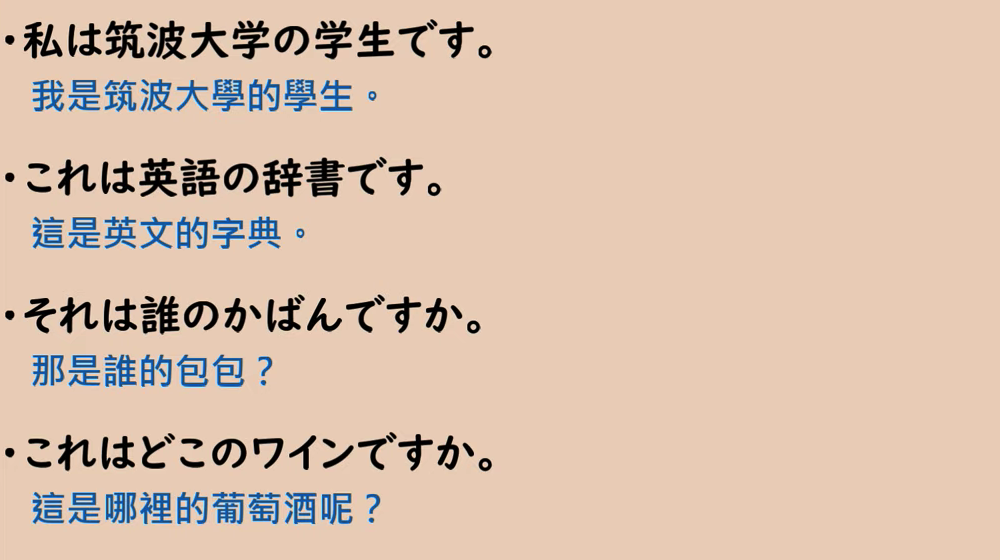 ・私は筑波大学の学生です。
我是筑波大學的學生。
・これは英語の辞書です。
這是英文的字典。
・それは誰のかばんですか。
那是誰的包包？
・これはどこのワインですか。
這是哪裡的葡萄酒呢？